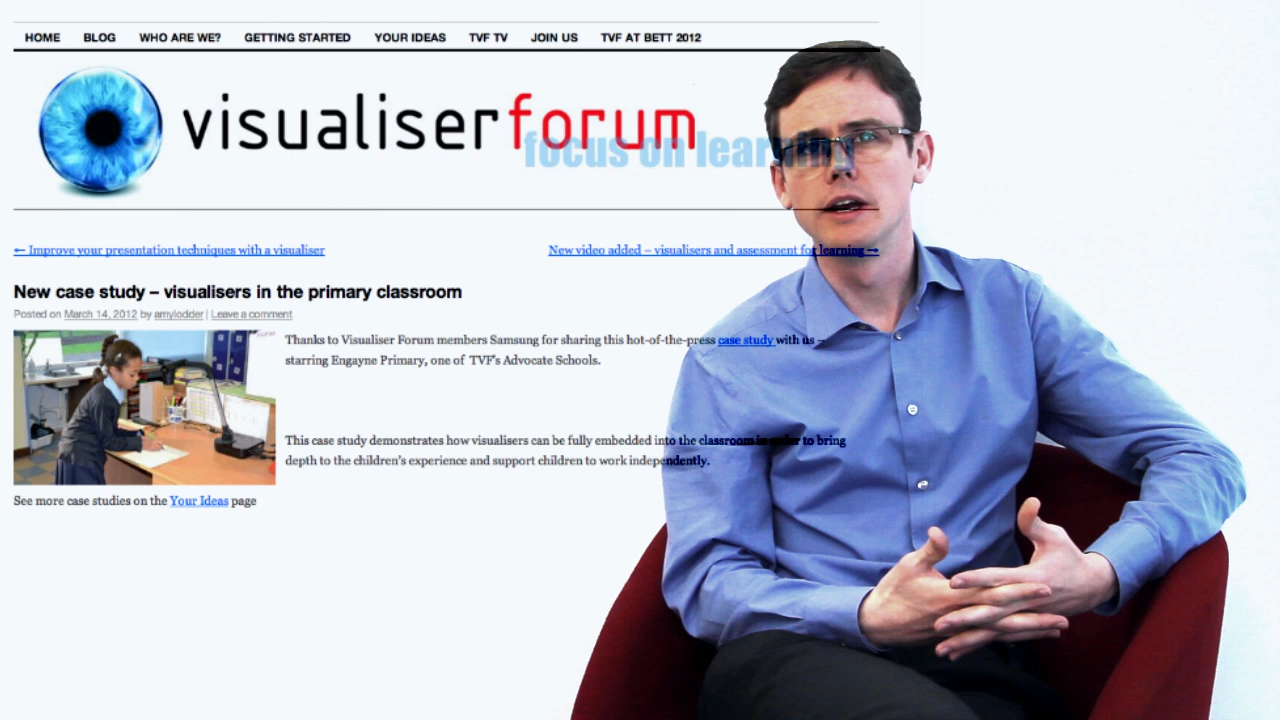 HOME BLOG WHO ARE WE? GETTING STARTED YOUR IDEAS TVF TV JOIN US TVF AT BETT 2012
visualiserforum
focus on learning
← Improve your presentation techniques with a visualiser
New video added – visualisers and assessment for learning →
New case study – visualisers in the primary classroom
Posted on March 14, 2012 by amylodder | Leave a comment
Thanks to Visualiser Forum members Samsung for sharing this hot-of-the-press case study with us –
starring Engayne Primary, one of TVF's Advocate Schools.
This case study demonstrates how visualisers can be fully embedded into the classroom in order to bring
depth to the children's experience and support children to work independently.
See more case studies on the Your Ideas page